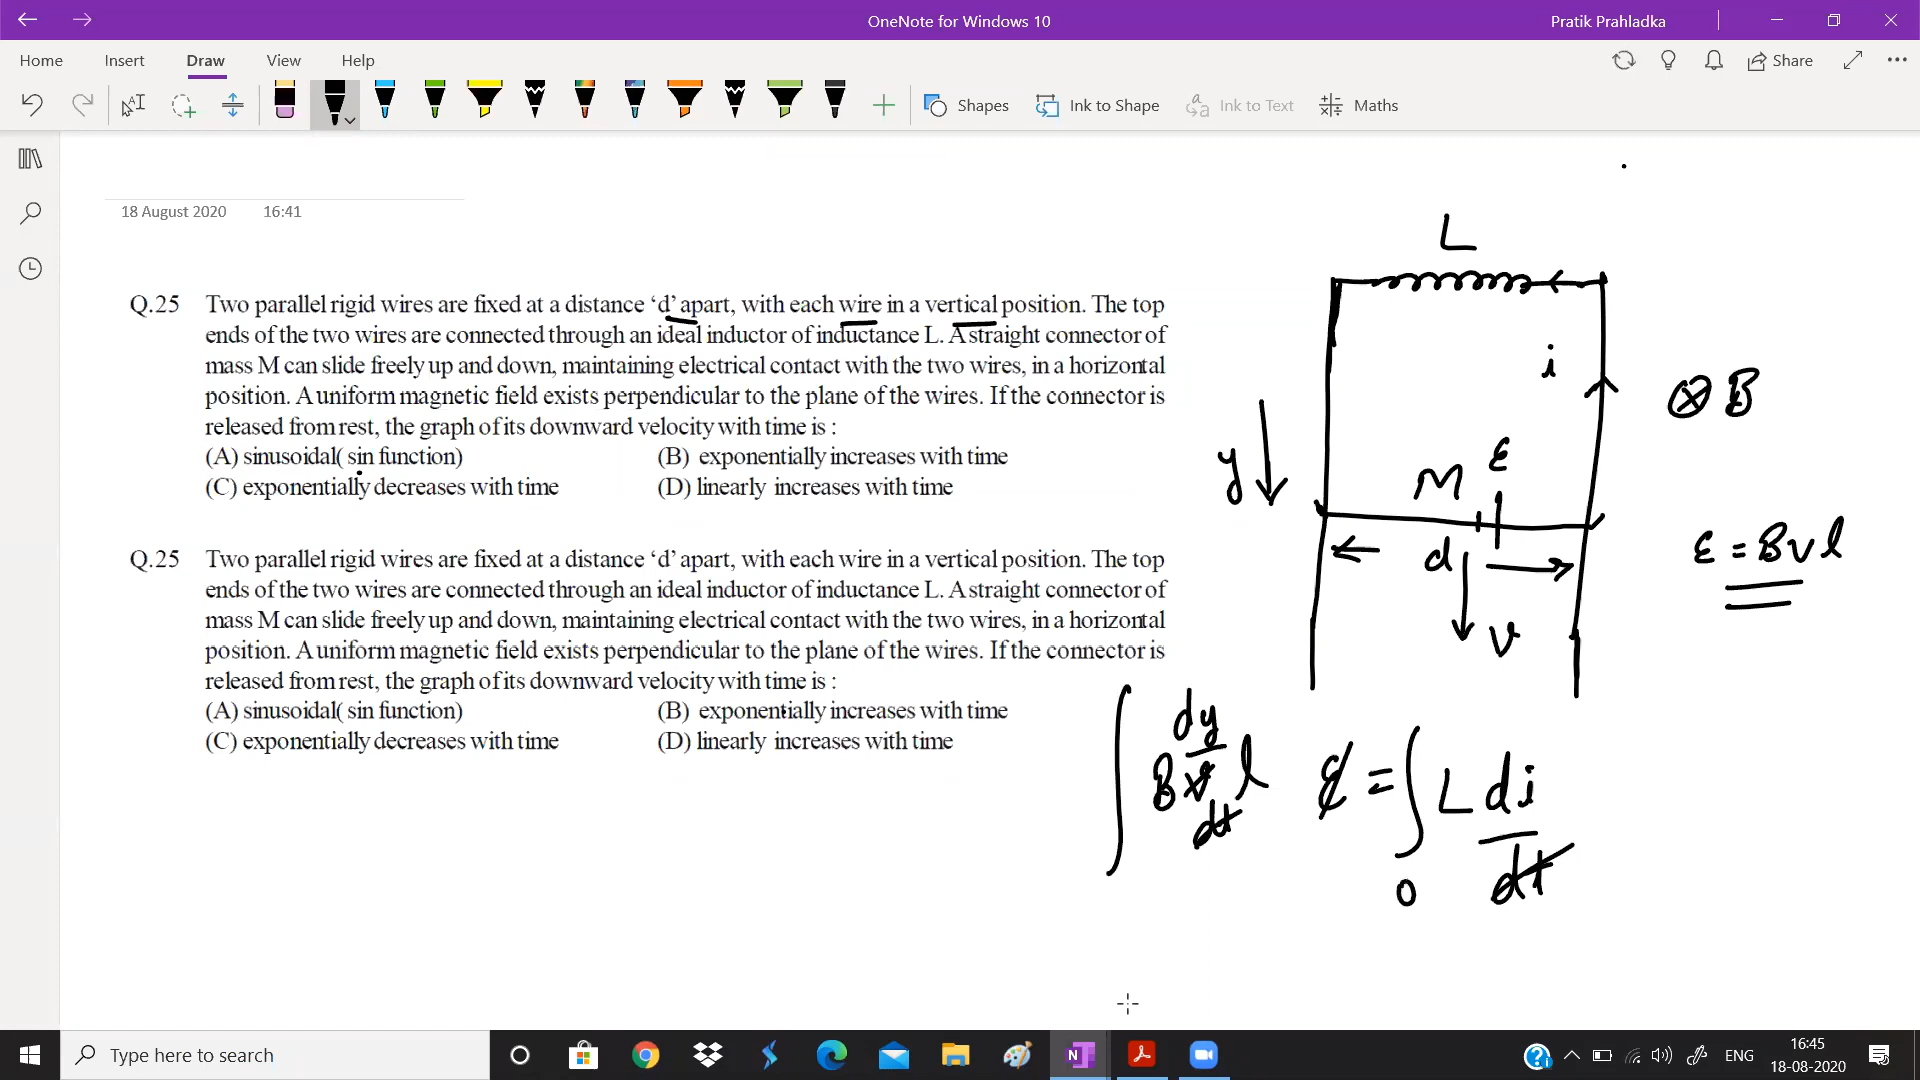 OneNote for Windows 10
Pratik Prahladka
Home Insert Draw View Help
Share
Shapes Ink to Shape Ink to Text Maths
18 August 2020 16:41
Q.25 Two parallel rigid wires are fixed at a distance ‘d’ apart, with each wire in a vertical position. The top
ends of the two wires are connected through an ideal inductor of inductance L. A straight connector of
mass M can slide freely up and down, maintaining electrical contact with the two wires, in a horizontal
position. A uniform magnetic field exists perpendicular to the plane of the wires. If the connector is
released from rest, the graph of its downward velocity with time is :
(A) sinusoidal( sin function) (B) exponentially increases with time
(C) exponentially decreases with time (D) linearly increases with time
Q.25 Two parallel rigid wires are fixed at a distance ‘d’ apart, with each wire in a vertical position. The top
ends of the two wires are connected through an ideal inductor of inductance L. A straight connector of
mass M can slide freely up and down, maintaining electrical contact with the two wires, in a horizontal
position. A uniform magnetic field exists perpendicular to the plane of the wires. If the connector is
released from rest, the graph of its downward velocity with time is :
(A) sinusoidal( sin function) (B) exponentially increases with time
(C) exponentially decreases with time (D) linearly increases with time
L
i
⊗ B
y
M ε
d
v
ε = Bvl
∫ B v dy/dt l ε = ∫ L di/dt
0
Type here to search
ENG
16:45
18-08-2020